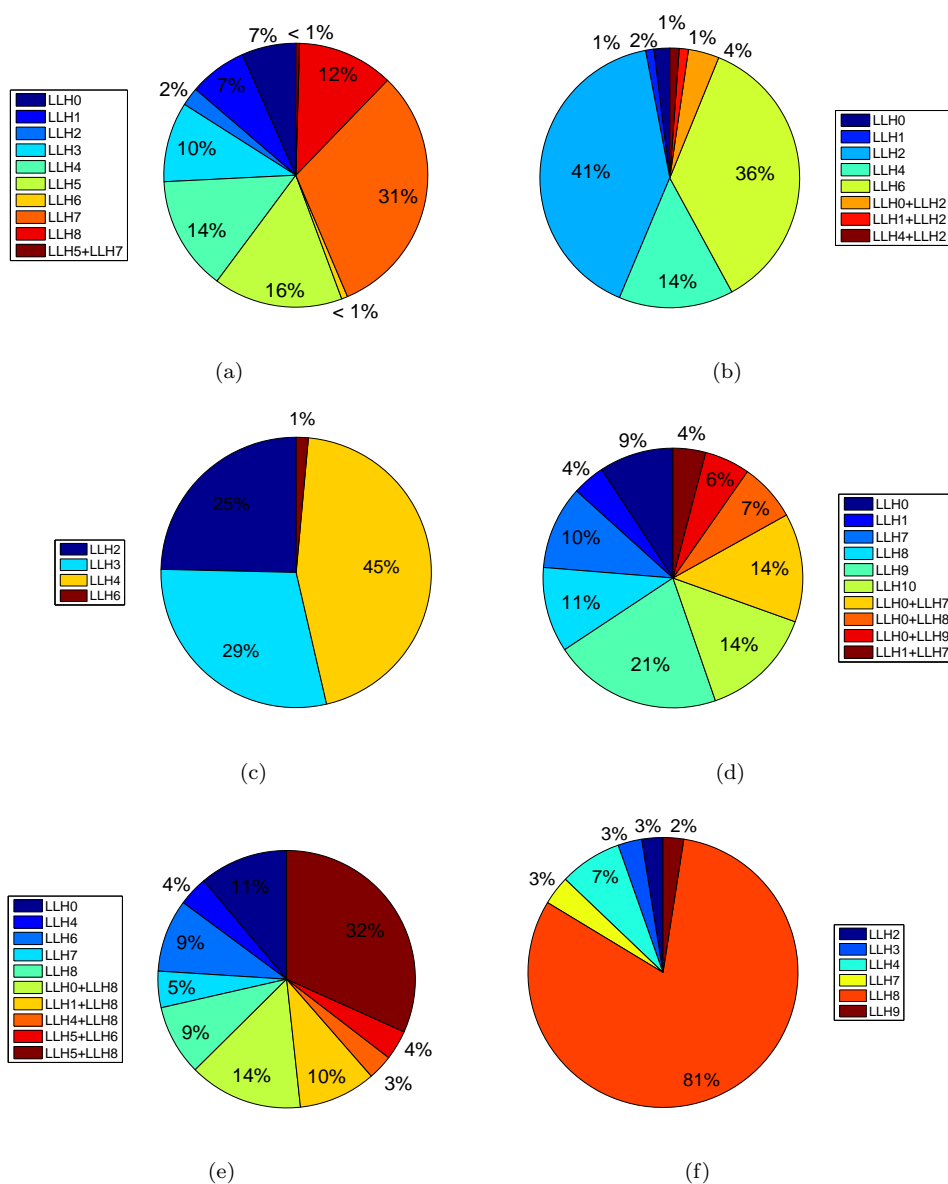 7%
< 1%
12%
31%
< 1%
16%
14%
10%
2%
7%
LLH0
LLH1
LLH2
LLH3
LLH4
LLH5
LLH6
LLH7
LLH8
LLH5+LLH7
(a)
1%
2%
1%
1%
4%
36%
14%
41%
LLH0
LLH1
LLH2
LLH4
LLH6
LLH0+LLH2
LLH1+LLH2
LLH4+LLH2
(b)
1%
25%
45%
29%
LLH2
LLH3
LLH4
LLH6
(c)
9%
4%
4%
6%
7%
10%
14%
11%
14%
21%
LLH0
LLH1
LLH7
LLH8
LLH9
LLH10
LLH0+LLH7
LLH0+LLH8
LLH0+LLH9
LLH1+LLH7
(d)
11%
4%
32%
9%
5%
9%
14%
10%
3%
4%
LLH0
LLH4
LLH6
LLH7
LLH8
LLH0+LLH8
LLH1+LLH8
LLH4+LLH8
LLH5+LLH6
LLH5+LLH8
(e)
3%
3%
2%
7%
3%
81%
LLH2
LLH3
LLH4
LLH7
LLH8
LLH9
(f)